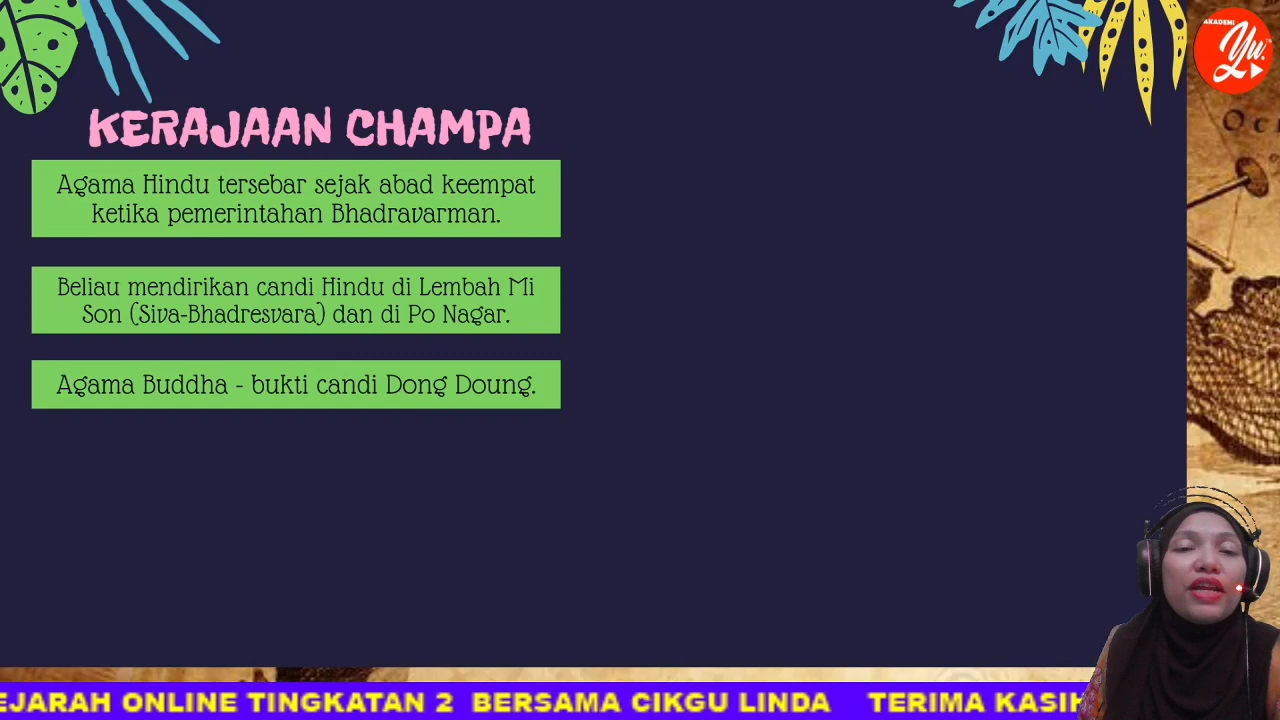 AKADEMI
Yu.
KERAJAAN CHAMPA
Agama Hindu tersebar sejak abad keempat
ketika pemerintahan Bhadravarman.
Beliau mendirikan candi Hindu di Lembah Mi
Son (Siva-Bhadresvara) dan di Po Nagar.
Agama Buddha - bukti candi Dong Doung.
EJARAH ONLINE TINGKATAN 2 BERSAMA CIKGU LINDA TERIMA KASIH